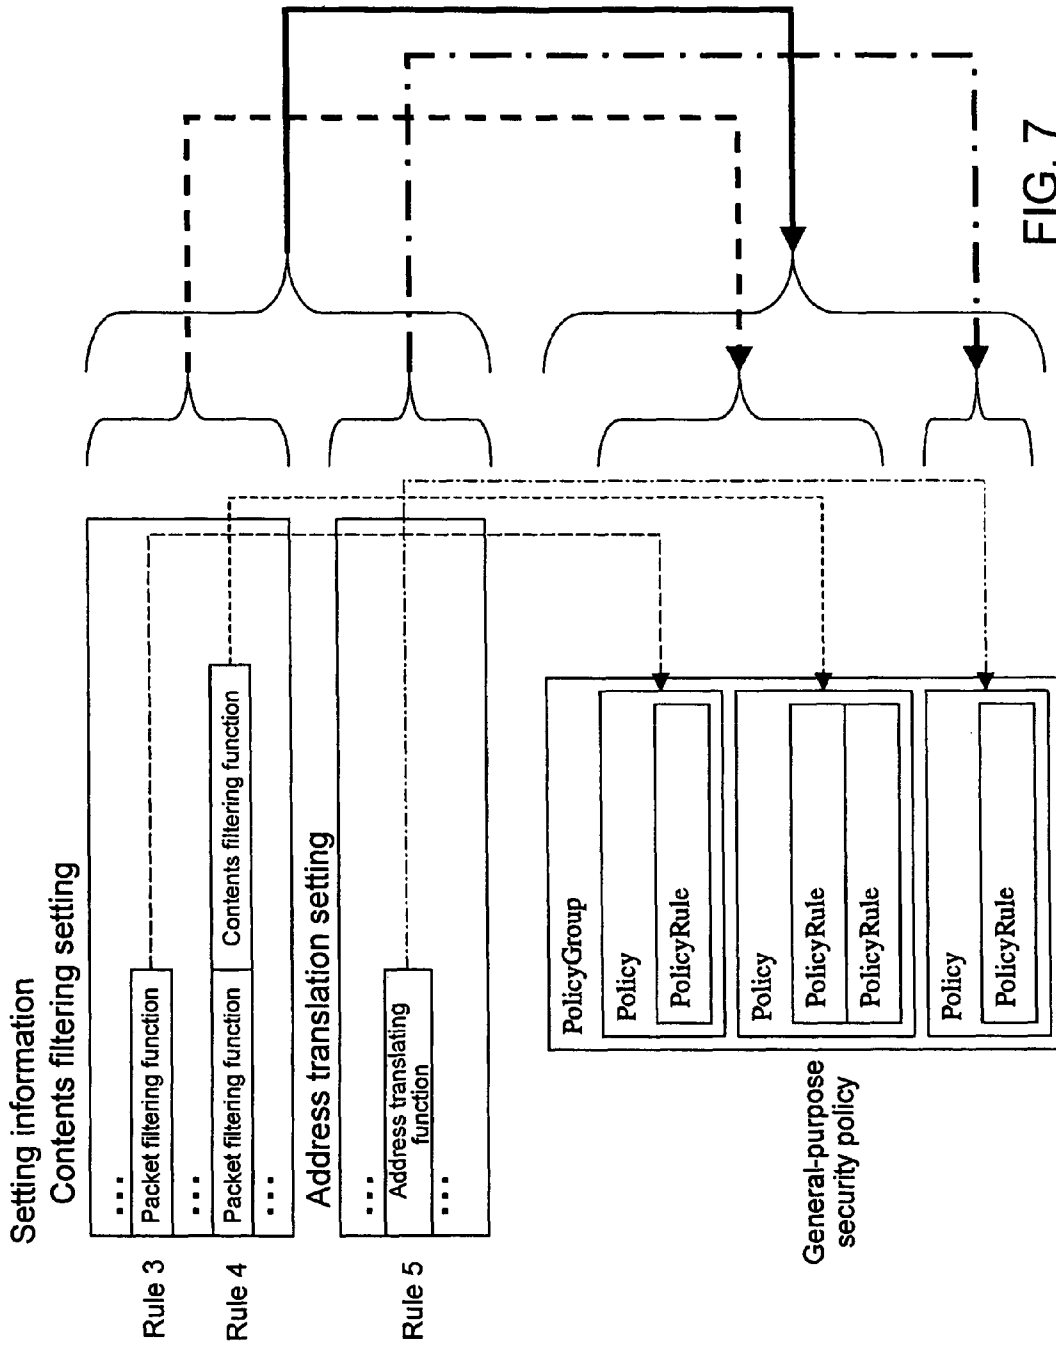 Setting information
Contents filtering setting
...
Rule 3
Packet filtering function
...
Rule 4
Packet filtering function
Contents filtering function
...
Address translation setting
...
Rule 5
Address translating
function
...
General-purpose
security policy
PolicyGroup
Policy
PolicyRule
Policy
PolicyRule
PolicyRule
Policy
PolicyRule
FIG. 7